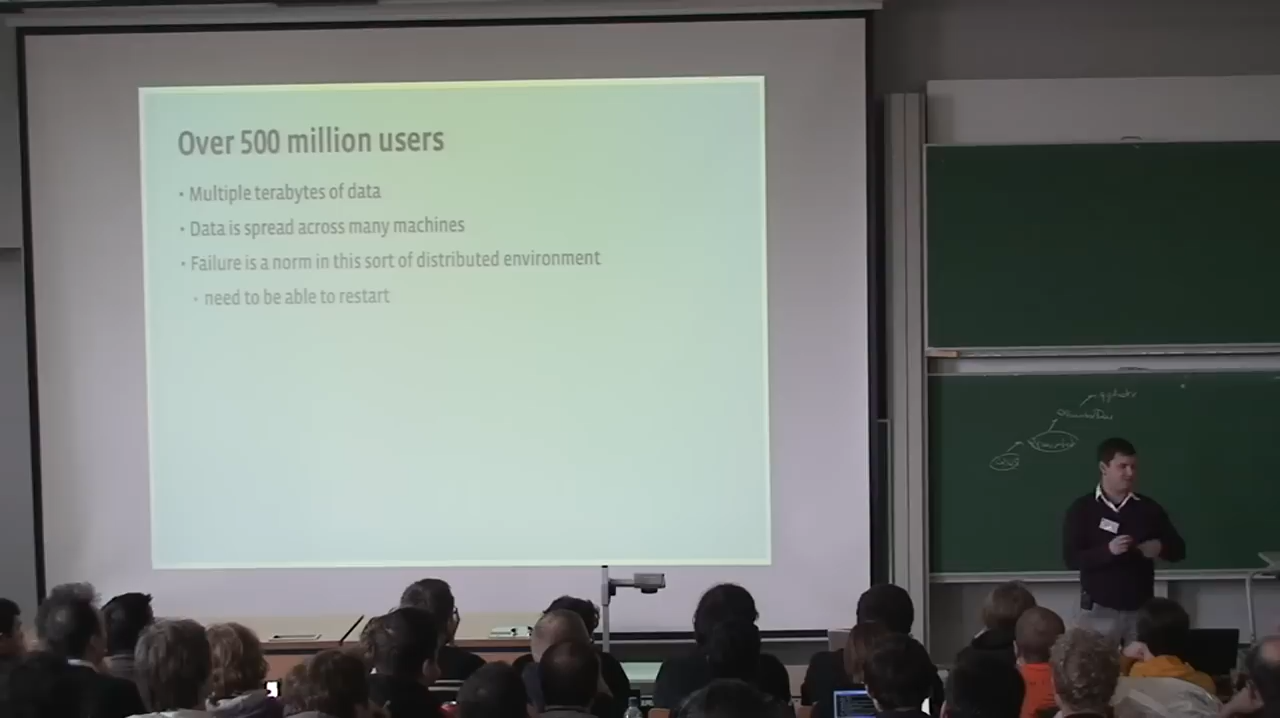 Over 500 million users
• Multiple terabytes of data
• Data is spread across many machines
• Failure is a norm in this sort of distributed environment
• need to be able to restart